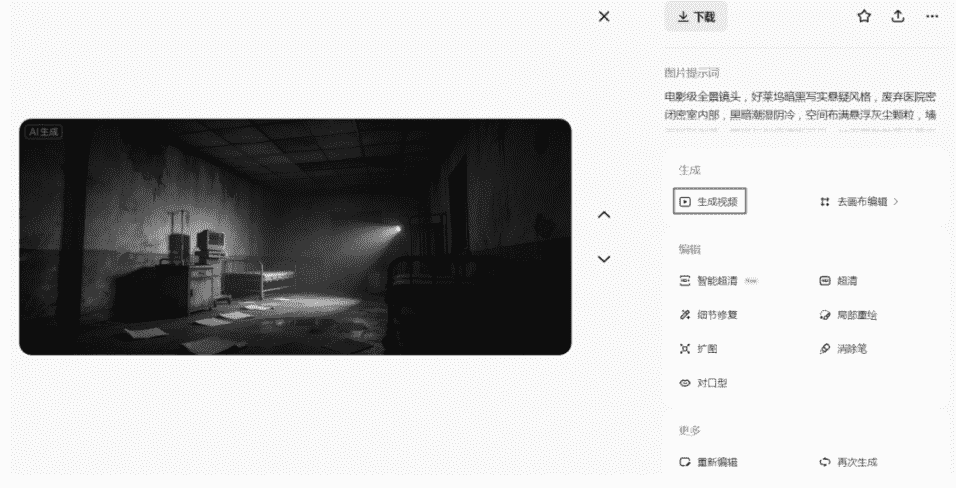 下载
图片提示词
电影级全景镜头，好莱坞暗黑写实悬疑风格，废弃医院密
闭密室内部，黑暗潮湿阴冷，空间布满悬浮灰尘颗粒，墙
AI生成
生成
生成视频
去画布编辑
编辑
智能超清 New
超清
细节修复
局部重绘
扩图
消除笔
对口型
更多
重新编辑
再次生成